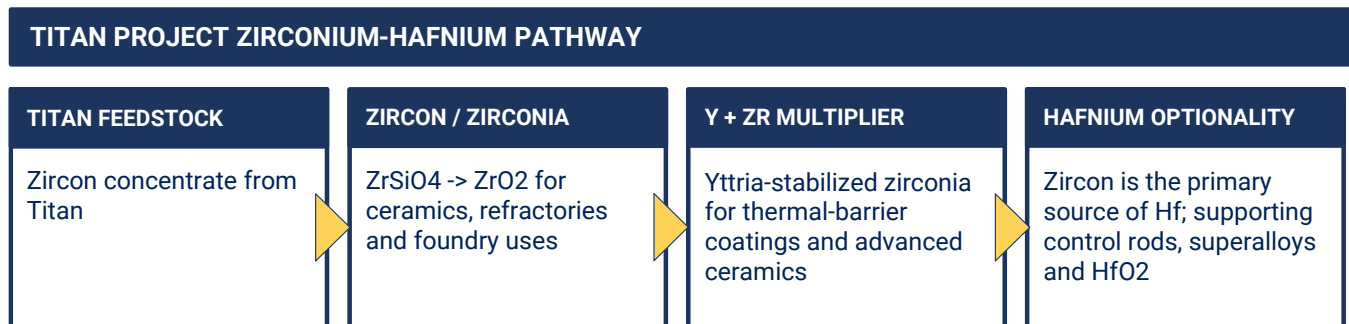 TITAN PROJECT ZIRCONIUM-HAFNIUM PATHWAY
TITAN FEEDSTOCK
Zircon concentrate from
Titan
ZIRCON / ZIRCONIA
ZrSiO4 -> ZrO2 for
ceramics, refractories
and foundry uses
Y + ZR MULTIPLIER
Yttria-stabilized zirconia
for thermal-barrier
coatings and advanced
ceramics
HAFNIUM OPTIONALITY
Zircon is the primary
source of Hf; supporting
control rods, superalloys
and HfO2